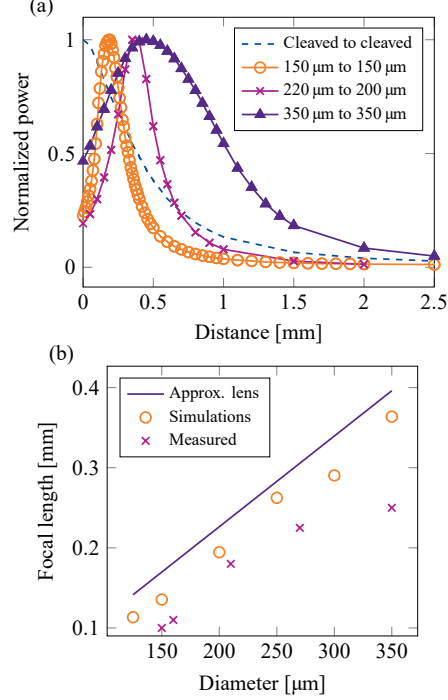 (a)
1
0.5
0
Normalized power
Cleaved to cleaved
150 μm to 150 μm
220 μm to 200 μm
350 μm to 350 μm
0 0.5 1.0 1.5 2.0 2.5
Distance [mm]
(b)
0.4
0.3
0.2
0.1
Focal length [mm]
Approx. lens
Simulations
Measured
150 200 250 300 350
Diameter [μm]